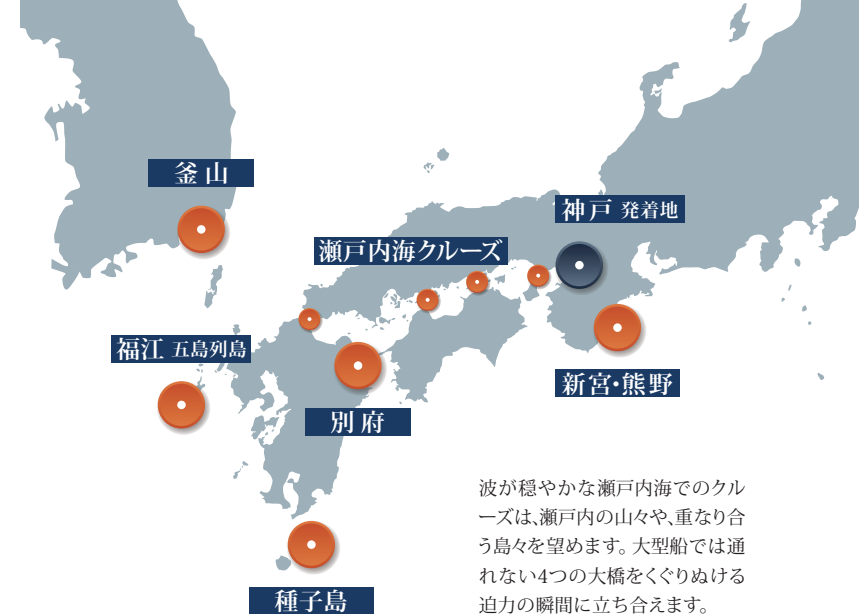 釜山
神戸 発着地
瀬戸内海クルーズ
福江 五島列島
新宮・熊野
別府
種子島
波が穏やかな瀬戸内海でのクル
ーズは、瀬戸内の山々や、重なり合
う島々を望めます。大型船では通
れない4つの大橋をくぐりぬける
迫力の瞬間に立ち合えます。